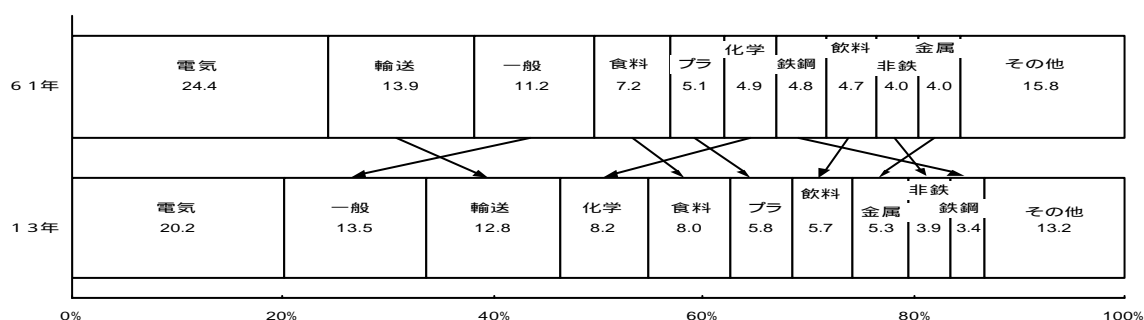 電気 輸送 一般 食料 プラ 化学 鉄鋼 飲料 非鉄 金属 その他
61年 24.4 13.9 11.2 7.2 5.1 4.9 4.8 4.7 4.0 4.0 15.8
電気 一般 輸送 化学 食料 プラ 飲料 金属 非鉄 鉄鋼 その他
13年 20.2 13.5 12.8 8.2 8.0 5.8 5.7 5.3 3.9 3.4 13.2
0% 20% 40% 60% 80% 100%